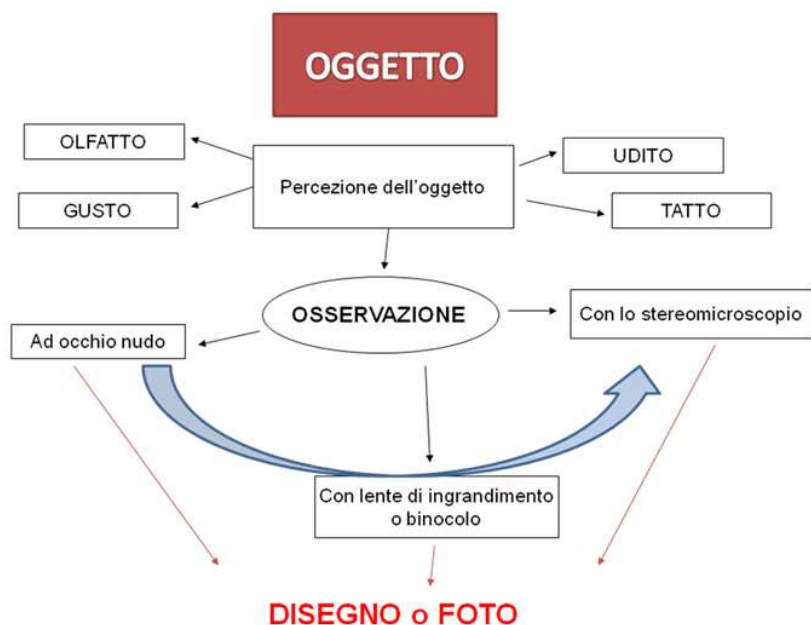 OGGETTO
OLFATTO
UDITO
Percezione dell'oggetto
GUSTO
TATTO
OSSERVAZIONE
Con lo stereomicroscopio
Ad occhio nudo
Con lente di ingrandimento
o binocolo
DISEGNO o FOTO